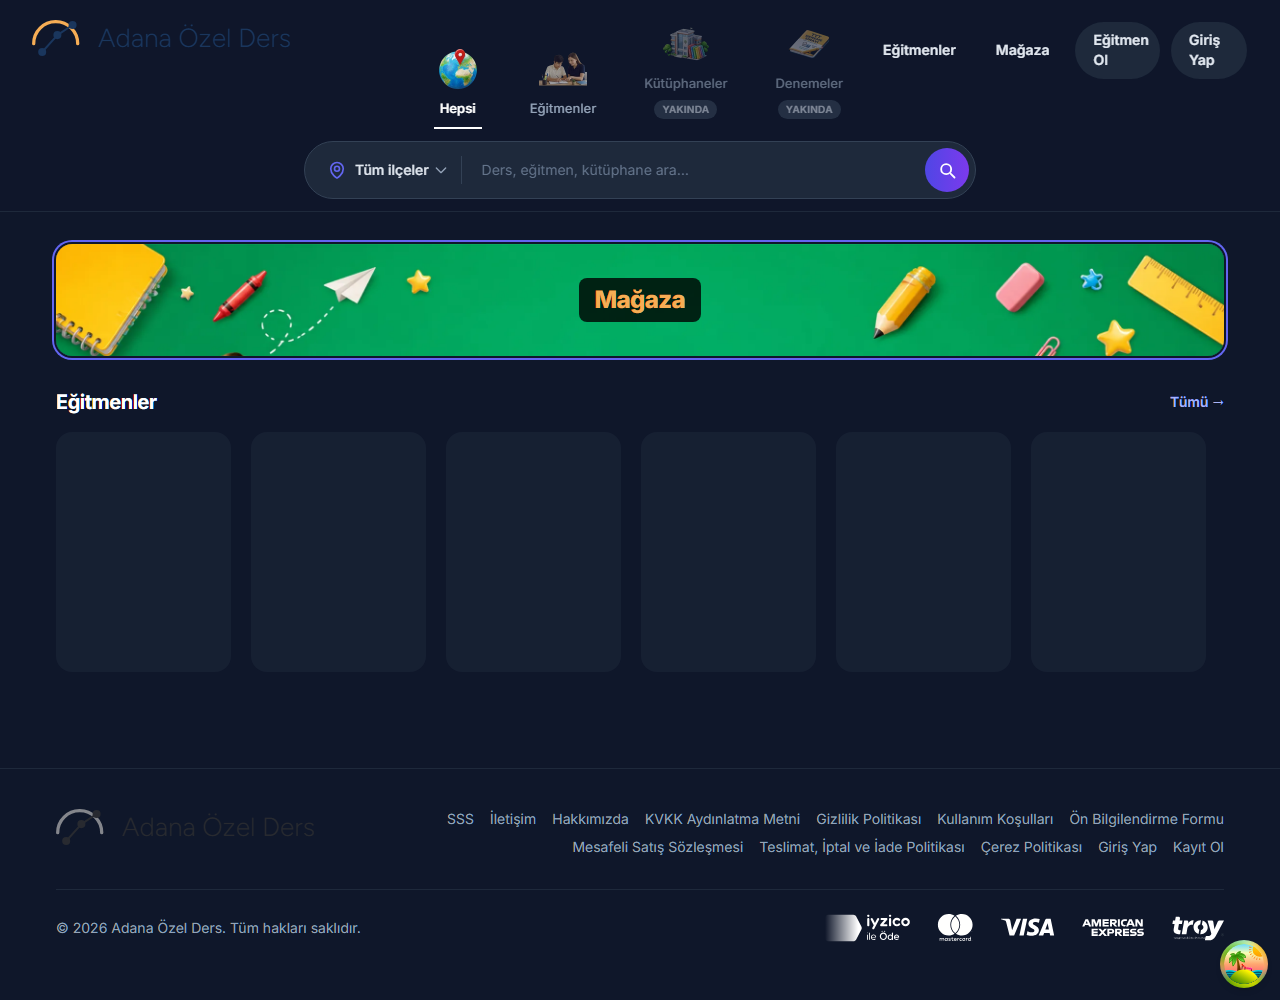 Adana Özel Ders
Hepsi
Eğitmenler
Kütüphaneler
YAKINDA
Denemeler
YAKINDA
Eğitmenler
Mağaza
Eğitmen
Ol
Giriş
Yap
Tüm ilçeler
Ders, eğitmen, kütüphane ara...
Mağaza
Eğitmenler
Tümü →
Adana Özel Ders
SSS İletişim Hakkımızda KVKK Aydınlatma Metni Gizlilik Politikası Kullanım Koşulları Ön Bilgilendirme Formu
Mesafeli Satış Sözleşmesi Teslimat, İptal ve İade Politikası Çerez Politikası Giriş Yap Kayıt Ol
© 2026 Adana Özel Ders. Tüm hakları saklıdır.
iyzico
ile Öde
mastercard
VISA
AMERICAN
EXPRESS
troy